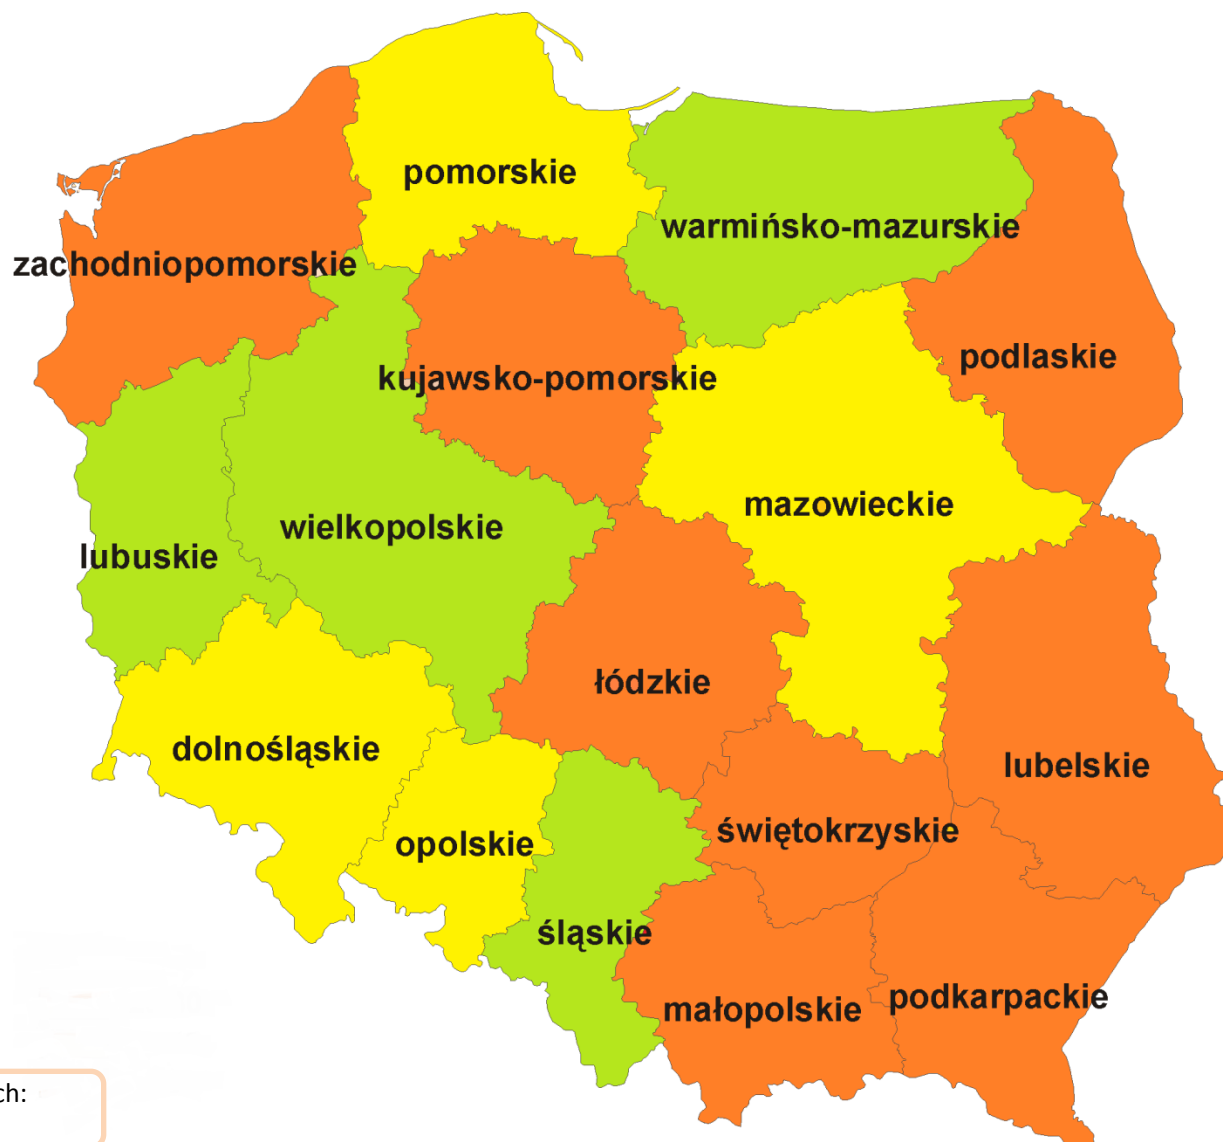 pomorskie
warmińsko-mazurskie
zachodniopomorskie
podlaskie
kujawsko-pomorskie
mazowieckie
wielkopolskie
lubuskie
łódzkie
dolnośląskie
lubelskie
świętokrzyskie
opolskie
śląskie
podkarpackie
małopolskie
ch: